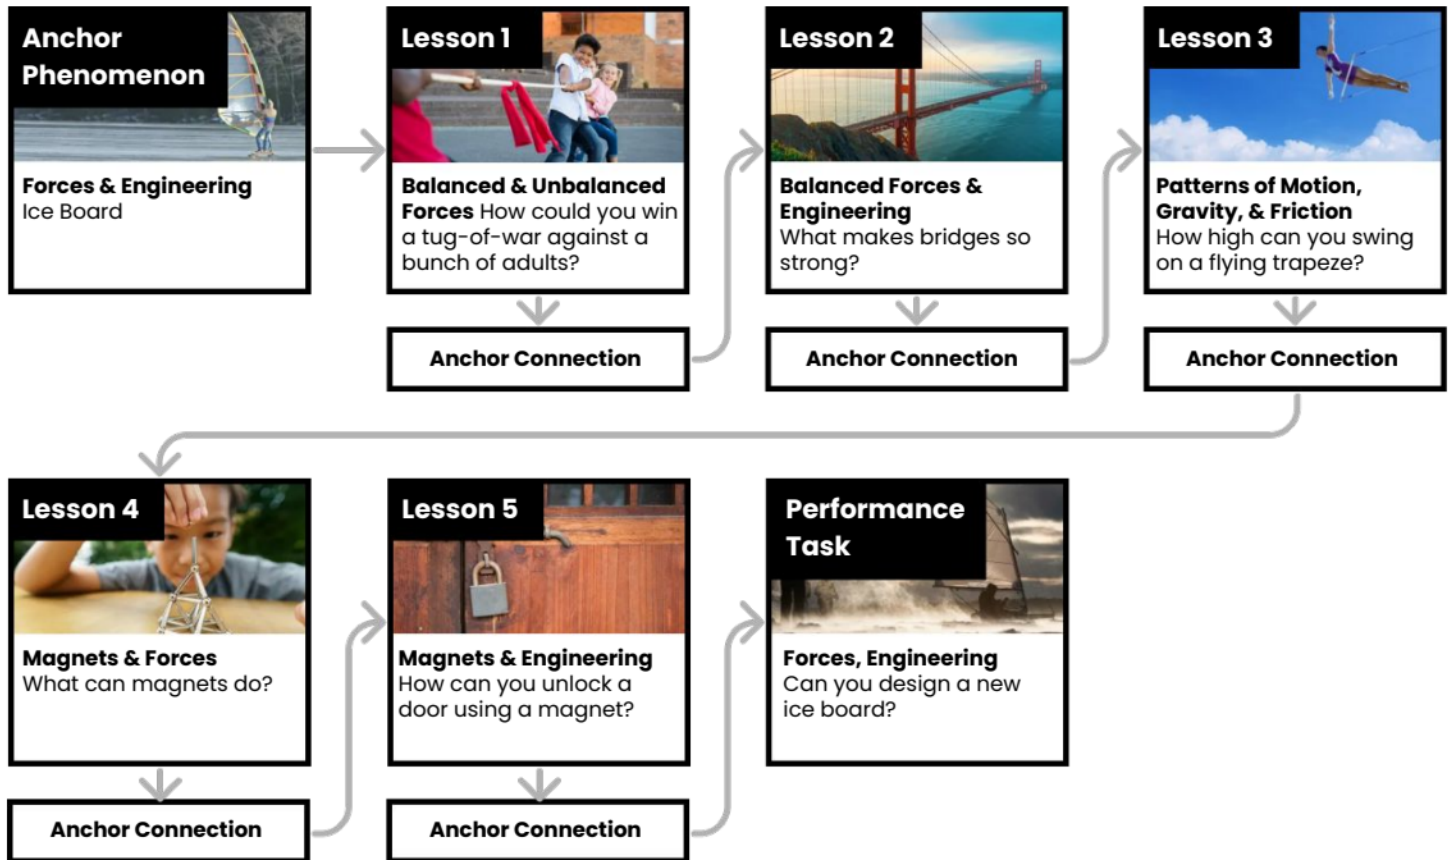 Anchor
Phenomenon
Forces & Engineering
Ice Board
Lesson 1
Balanced & Unbalanced
Forces How could you win
a tug-of-war against a
bunch of adults?
Anchor Connection
Lesson 2
Balanced Forces &
Engineering
What makes bridges so
strong?
Anchor Connection
Lesson 3
Patterns of Motion,
Gravity, & Friction
How high can you swing
on a flying trapeze?
Anchor Connection
Lesson 4
Magnets & Forces
What can magnets do?
Anchor Connection
Lesson 5
Magnets & Engineering
How can you unlock a
door using a magnet?
Anchor Connection
Performance
Task
Forces, Engineering
Can you design a new
ice board?